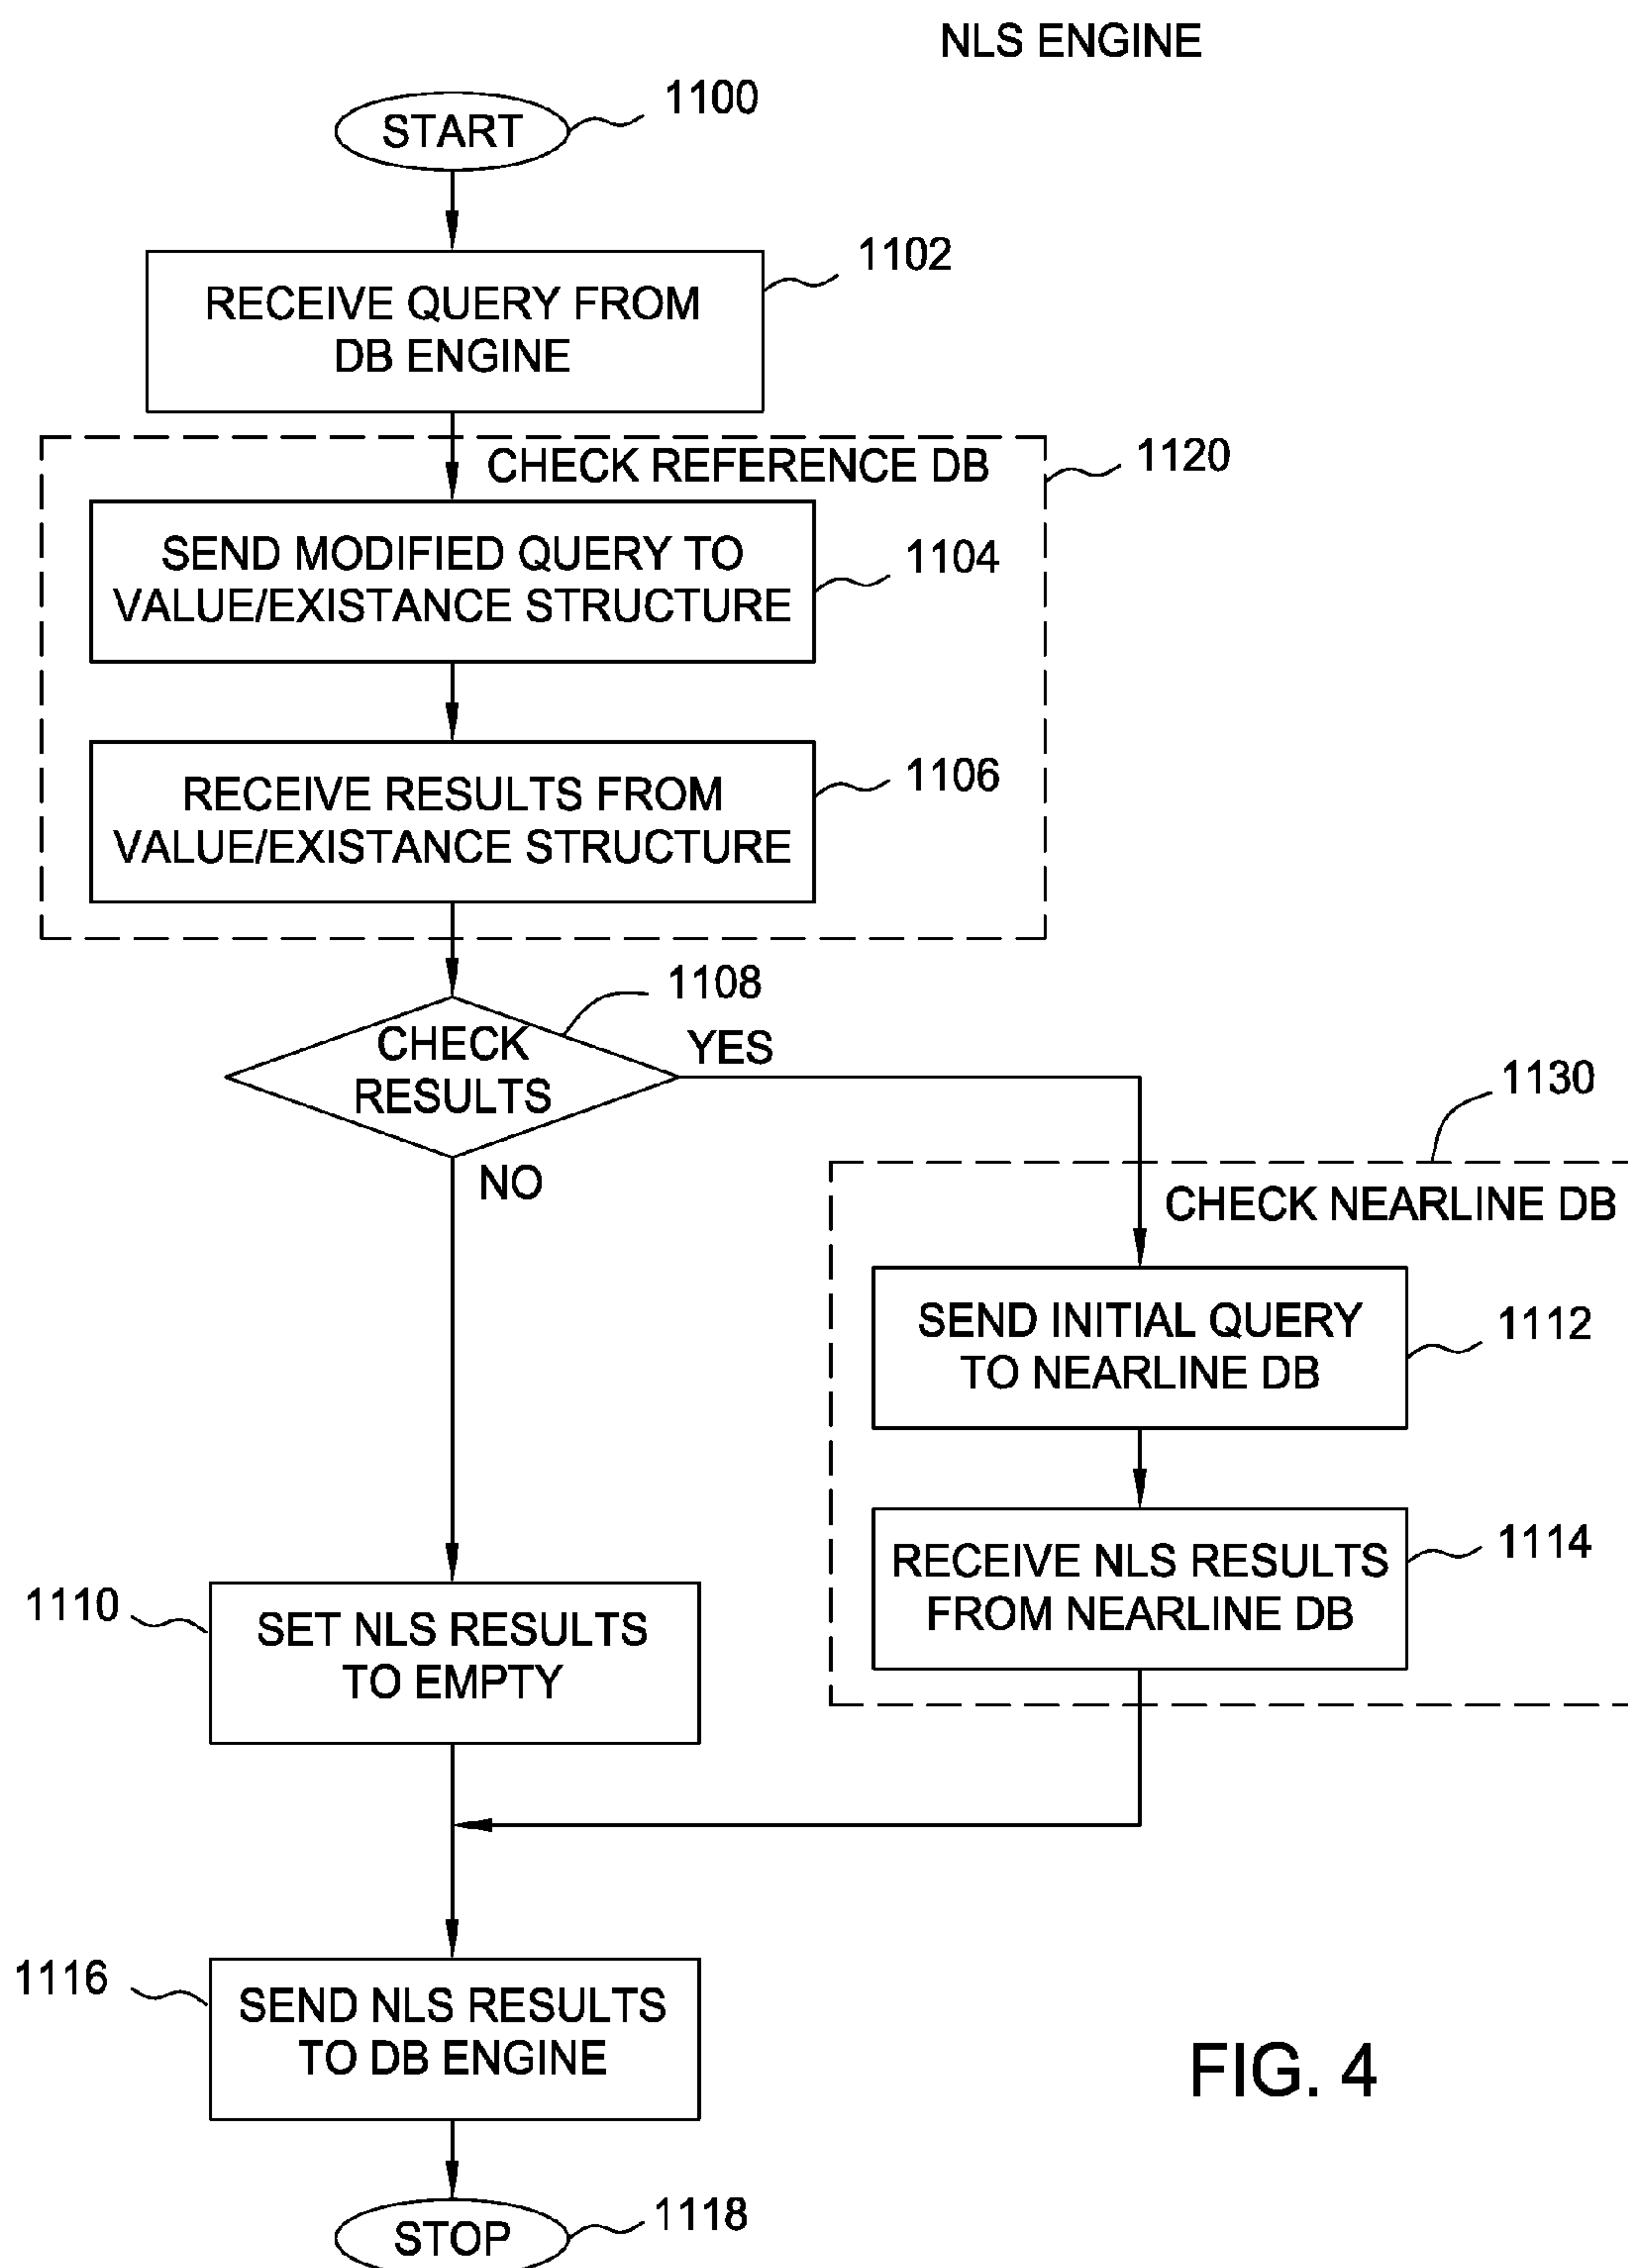 NLS ENGINE
START
1100
1102
RECEIVE QUERY FROM
DB ENGINE
CHECK REFERENCE DB
1120
SEND MODIFIED QUERY TO
VALUE/EXISTANCE STRUCTURE
1104
RECEIVE RESULTS FROM
VALUE/EXISTANCE STRUCTURE
1106
1108
CHECK
RESULTS
YES
NO
1130
CHECK NEARLINE DB
SEND INITIAL QUERY
TO NEARLINE DB
1112
RECEIVE NLS RESULTS
FROM NEARLINE DB
1114
1110
SET NLS RESULTS
TO EMPTY
1116
SEND NLS RESULTS
TO DB ENGINE
FIG. 4
STOP
1118